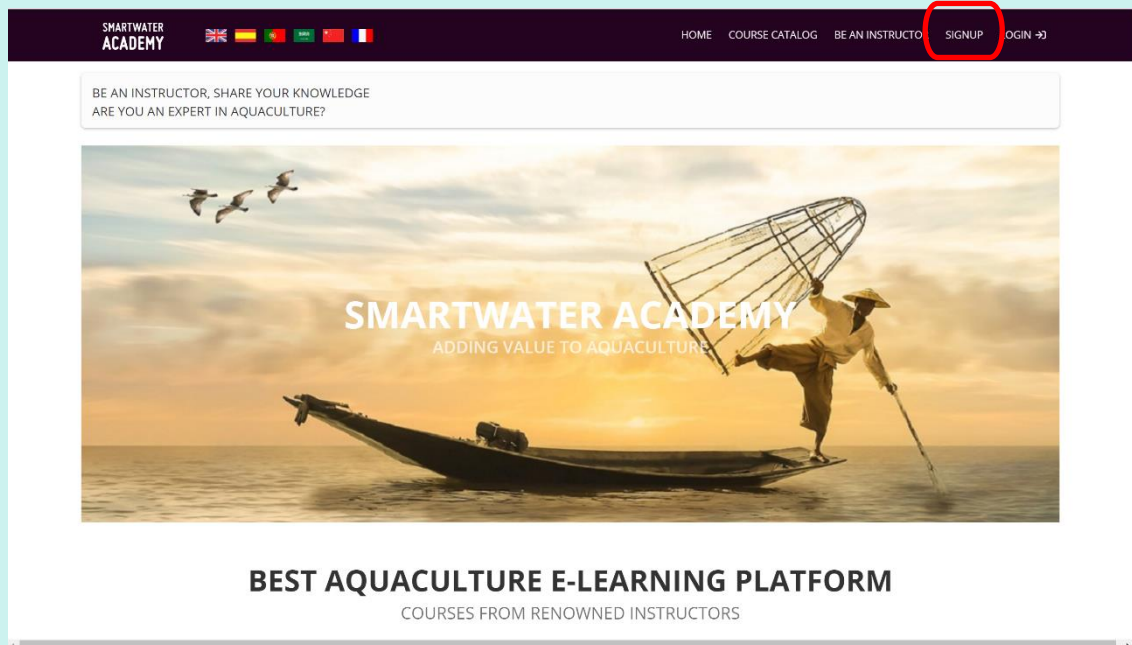 SMARTWATER
ACADEMY
HOME COURSE CATALOG BE AN INSTRUCTO SIGNUP OGIN
BE AN INSTRUCTOR, SHARE YOUR KNOWLEDGE
ARE YOU AN EXPERT IN AQUACULTURE?
SMARTWATER ACADEMY
ADDING VALUE TO AQUACULTURE
BEST AQUACULTURE E-LEARNING PLATFORM
COURSES FROM RENOWNED INSTRUCTORS